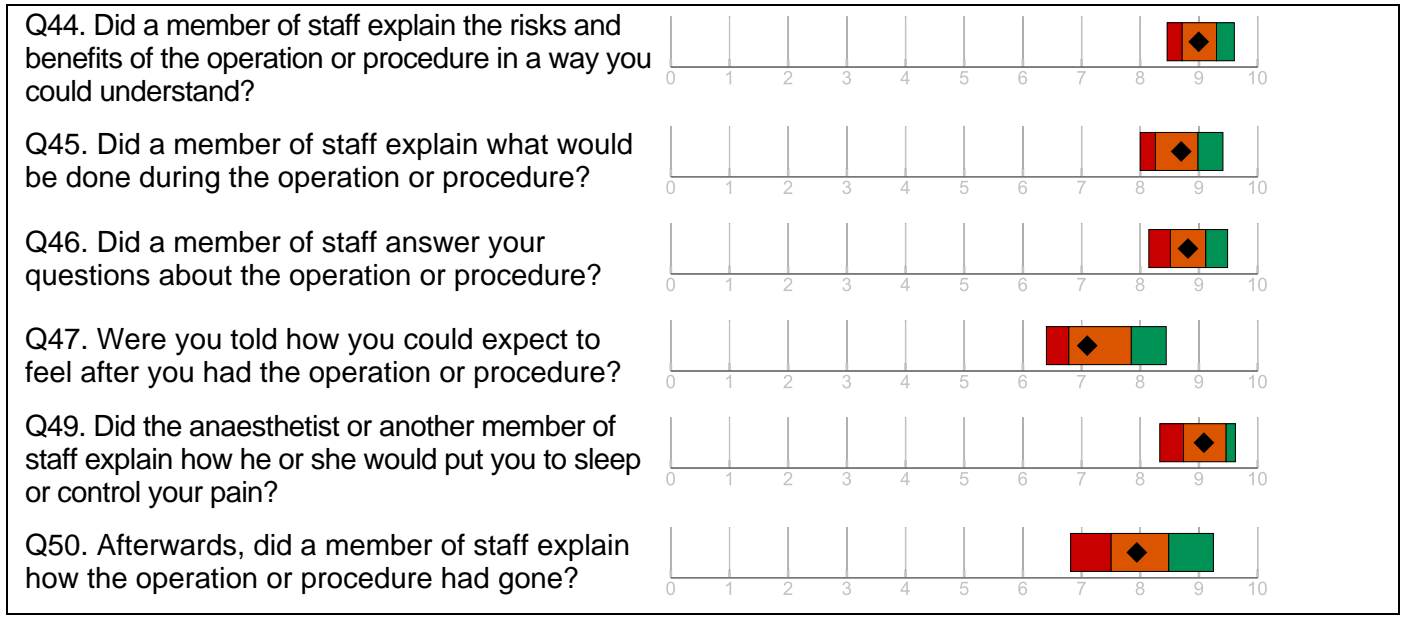 Q44. Did a member of staff explain the risks and
benefits of the operation or procedure in a way you
could understand?
0 1 2 3 4 5 6 7 8 9 10
Q45. Did a member of staff explain what would
be done during the operation or procedure?
0 1 2 3 4 5 6 7 8 9 10
Q46. Did a member of staff answer your
questions about the operation or procedure?
0 1 2 3 4 5 6 7 8 9 10
Q47. Were you told how you could expect to
feel after you had the operation or procedure?
0 1 2 3 4 5 6 7 8 9 10
Q49. Did the anaesthetist or another member of
staff explain how he or she would put you to sleep
or control your pain?
0 1 2 3 4 5 6 7 8 9 10
Q50. Afterwards, did a member of staff explain
how the operation or procedure had gone?
0 1 2 3 4 5 6 7 8 9 10